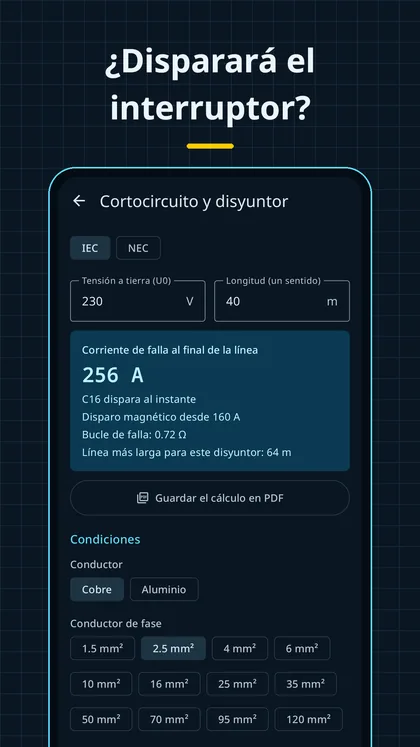 ¿Disparará el
interruptor?
Cortocircuito y disyuntor
IEC NEC
Tensión a tierra (U0) Longitud (un sentido)
230 V 40 m
Corriente de falla al final de la línea
256 A
C16 dispara al instante
Disparo magnético desde 160 A
Bucle de falla: 0.72 Ω
Línea más larga para este disyuntor: 64 m
Guardar el cálculo en PDF
Condiciones
Conductor
Cobre Aluminio
Conductor de fase
1.5 mm² 2.5 mm² 4 mm² 6 mm²
10 mm² 16 mm² 25 mm² 35 mm²
50 mm² 70 mm² 95 mm² 120 mm²